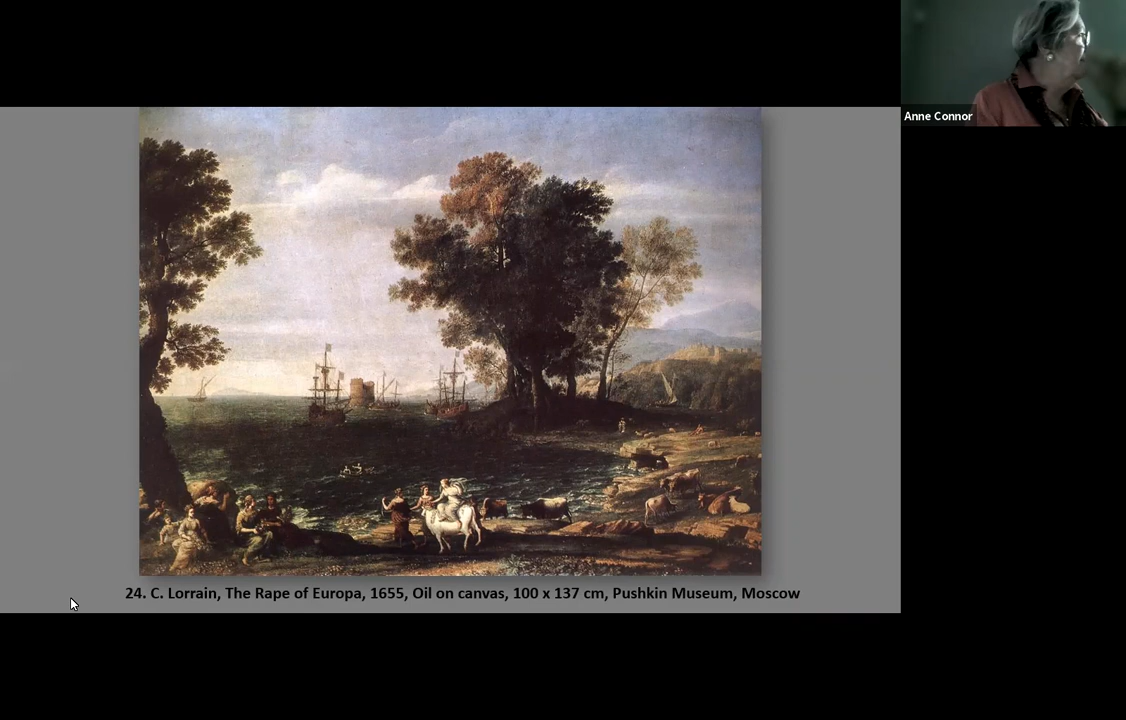 Anne Connor
24. C. Lorrain, The Rape of Europa, 1655, Oil on canvas, 100 x 137 cm, Pushkin Museum, Moscow